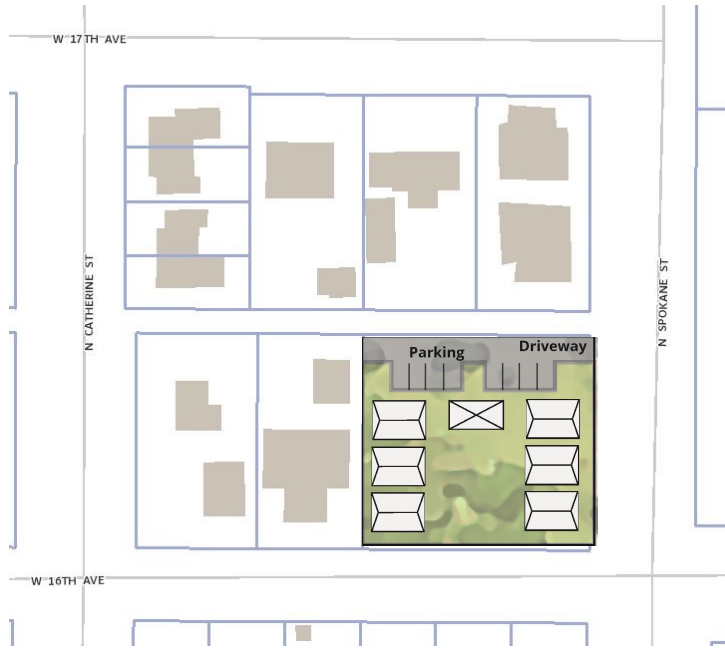 W 17TH AVE
N CATHERINE ST
N SPOKANE ST
Parking
Driveway
W 16TH AVE